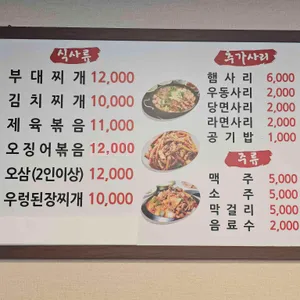 식사류
부대찌개 12,000
김치찌개 10,000
제육볶음 11,000
오징어볶음 12,000
오삼(2인이상) 12,000
우렁된장찌개 10,000
추가사리
햄사리 6,000
우동사리 2,000
당면사리 2,000
라면사리 2,000
공기밥 1,000
주류
맥주 5,000
소주 5,000
막걸리 5,000
음료수 2,000